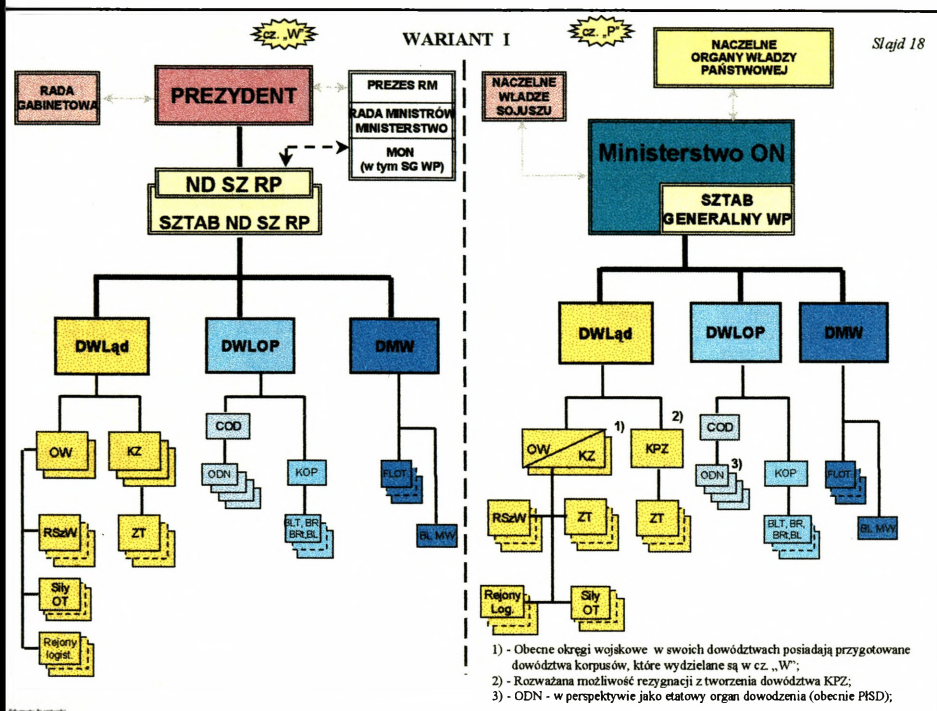 cz. „W"
WARIANT I
cz. „P"
Slajd 18
RADA
GABINETOWA
PREZYDENT
PREZES RM
RADA MINISTRÓW
MINISTERSTWO
MON
(w tym SG WP)
ND SZ RP
SZTAB ND SZ RP
DWLąd
DWLOP
DMW
OW
KZ
COD
ODN
KOP
FLOT
RSzW
ZT
BLT, BR,
BRt,BL
BL MW
Siły
OT
Rejony
logist.
NACZELNE
WŁADZE
SOJUSZU
NACZELNE
ORGANY WŁADZY
PAŃSTWOWEJ
Ministerstwo ON
SZTAB
GENERALNY WP
DWLąd
DWLOP
DMW
OW
KZ
1)
KPZ
2)
COD
ODN
3)
KOP
FLOT
RSzW
ZT
ZT
BLT, BR,
BRt,BL
BL MW
Rejony
Log.
Siły
OT
1) - Obecne okręgi wojskowe w swoich dowództwach posiadają przygotowane
dowództwa korpusów, które wydzielane są w cz. „W";
2) - Rozważana możliwość rezygnacji z tworzenia dowództwa KPZ;
3) - ODN - w perspektywie jako etatowy organ dowodzenia (obecnie PłSD);